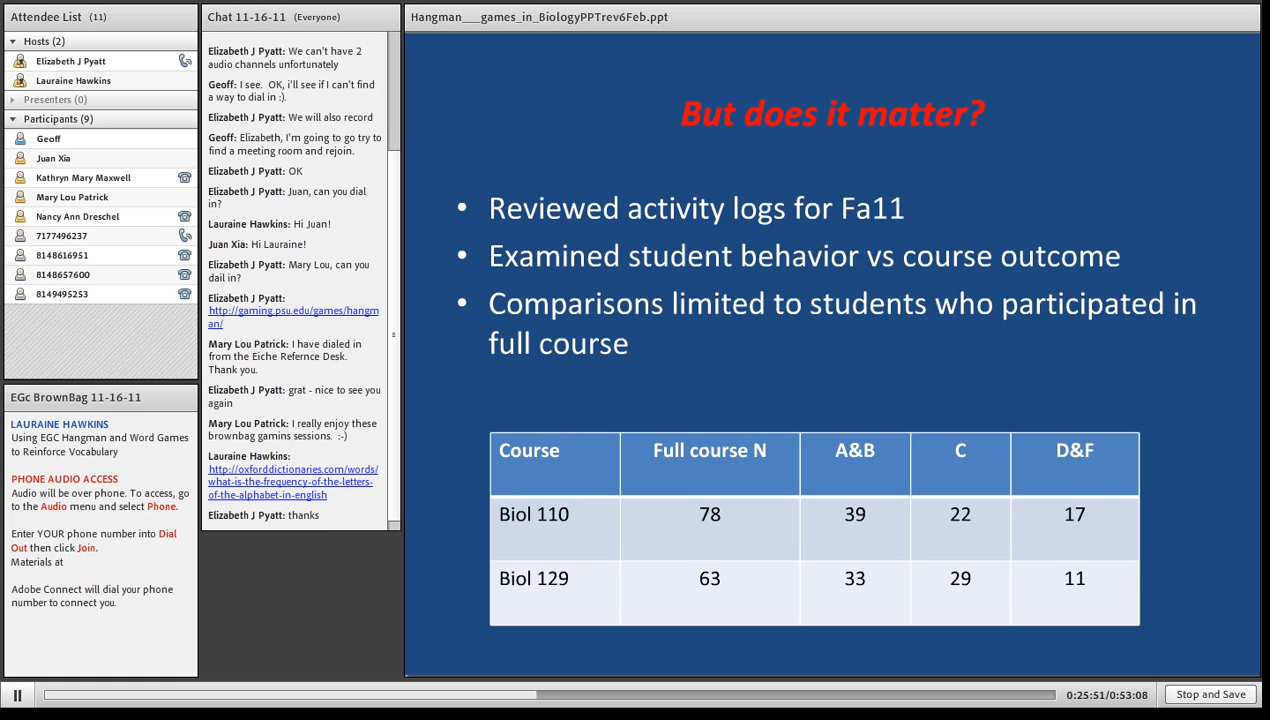 Attendee List (11)
Hosts (2)
Elizabeth J Pyatt
Lauraine Hawkins
Presenters (0)
Participants (9)
Geoff
Juan Xia
Kathryn Mary Maxwell
Mary Lou Patrick
Nancy Ann Dreschel
7177496237
8148616951
8148657600
8149495253
EGc BrownBag 11-16-11
LAURAINE HAWKINS
Using EGC Hangman and Word Games
to Reinforce Vocabulary
PHONE AUDIO ACCESS
Audio will be over phone. To access, go
to the Audio menu and select Phone.
Enter YOUR phone number into Dial
Out then click Join.
Materials at
Adobe Connect will dial your phone
number to connect you.
Chat 11-16-11 (Everyone)
Elizabeth J Pyatt: We can't have 2
audio channels unfortunately
Geoff: I see. OK, i'll see if I can't find
a way to dial in :).
Elizabeth J Pyatt: We will also record
Geoff: Elizabeth, I'm going to go try to
find a meeting room and rejoin.
Elizabeth J Pyatt: OK
Elizabeth J Pyatt: Juan, can you dial
in?
Lauraine Hawkins: Hi Juan!
Juan Xia: Hi Lauraine!
Elizabeth J Pyatt: Mary Lou, can you
dail in?
Elizabeth J Pyatt:
http://gaming.psu.edu/games/hangm
an/
Mary Lou Patrick: I have dialed in
from the Eiche Refernce Desk.
Thank you.
Elizabeth J Pyatt: grat - nice to see you
again
Mary Lou Patrick: I really enjoy these
brownbag gamins sessions. :-)
Lauraine Hawkins:
http://oxforddictionaries.com/words/
what-is-the-frequency-of-the-letters-
of-the-alphabet-in-english
Elizabeth J Pyatt: thanks
Hangman___games_in_BiologyPPTrev6Feb.ppt
But does it matter?
• Reviewed activity logs for Fa11
• Examined student behavior vs course outcome
• Comparisons limited to students who participated in
full course
Course Full course N A&B C D&F
Biol 110 78 39 22 17
Biol 129 63 33 29 11
0:25:51/0:53:08
Stop and Save